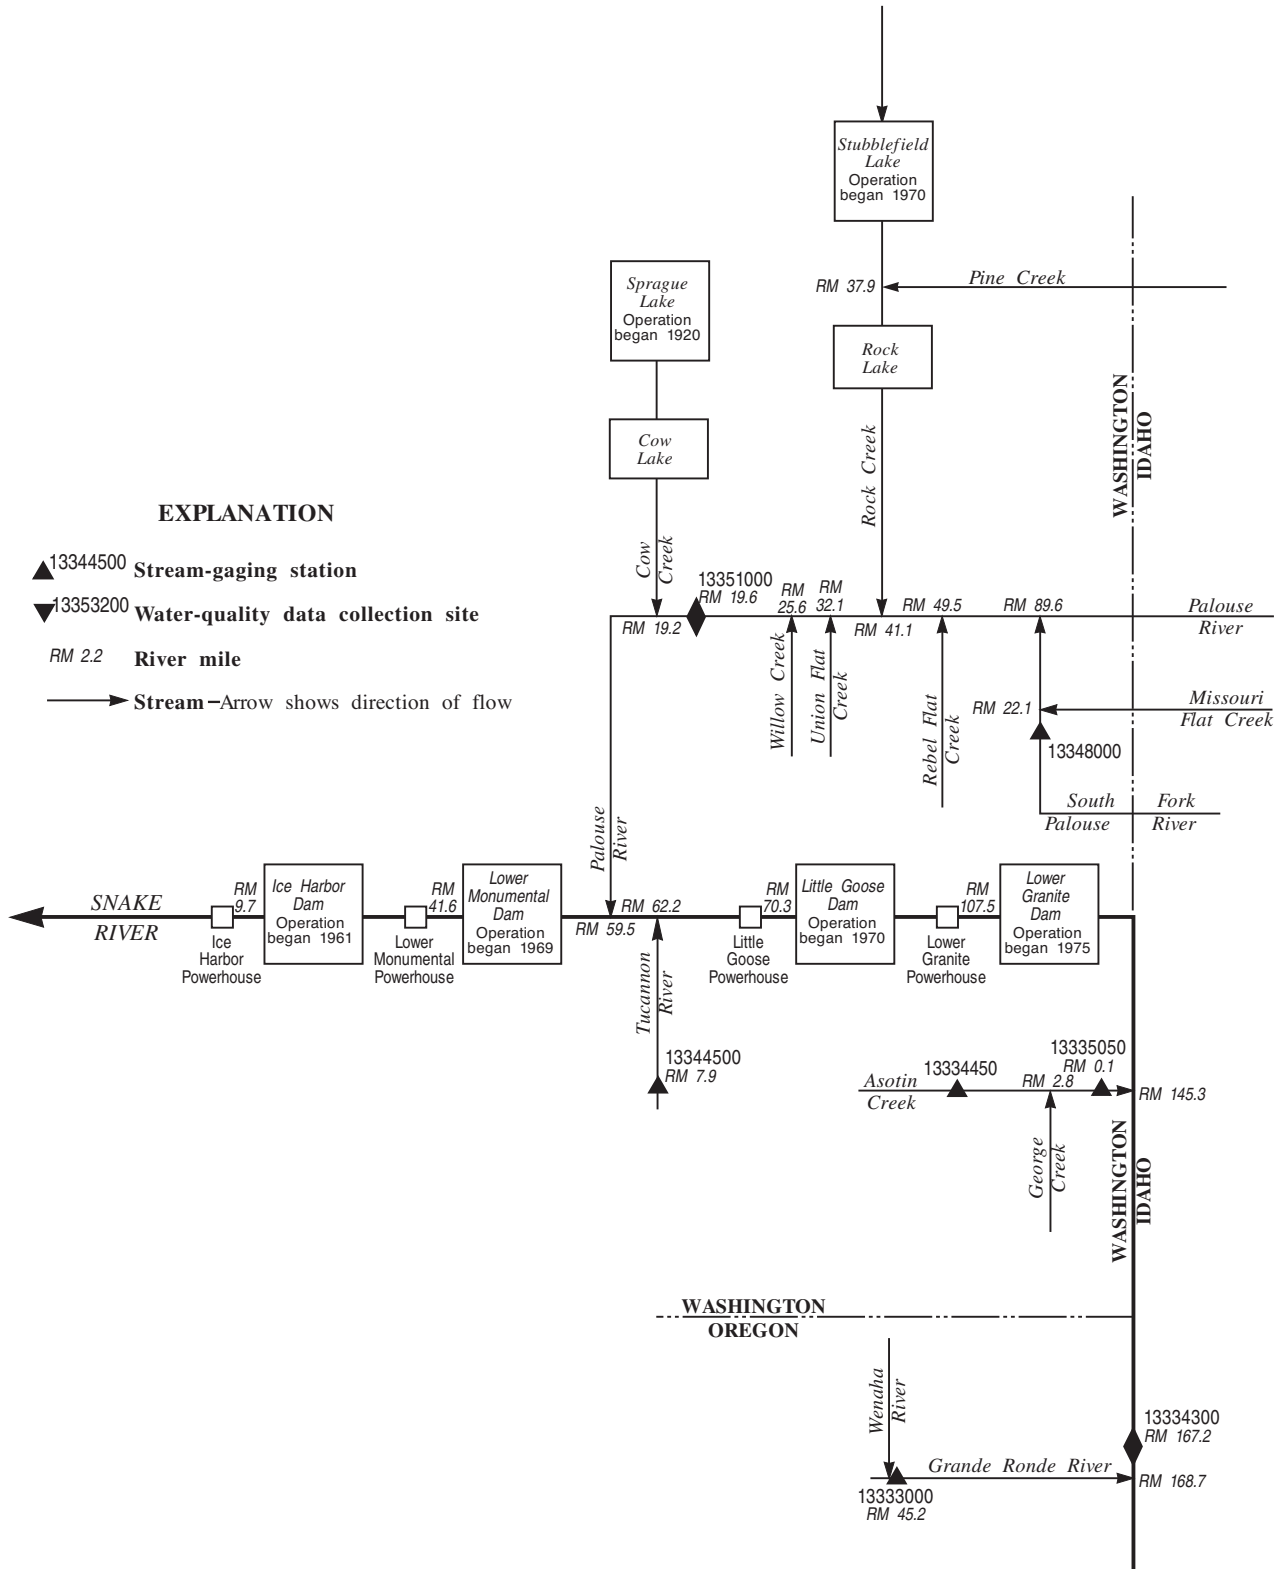 Stubblefield
Lake
Operation
began 1970
RM 37.9
Pine Creek
Sprague
Lake
Operation
began 1920
Rock
Lake
Cow
Lake
Rock Creek
WASHINGTON
IDAHO
EXPLANATION
13344500 Stream-gaging station
13353200 Water-quality data collection site
RM 2.2 River mile
Stream–Arrow shows direction of flow
Cow
Creek
13351000
RM 19.6
RM 19.2
RM
25.6
RM
32.1
RM 41.1
RM 49.5
RM 89.6
Palouse
River
Willow Creek
Union Flat
Creek
Rebel Flat
Creek
RM 22.1
Missouri
Flat Creek
13348000
South Fork
Palouse River
Palouse
River
SNAKE
RIVER
RM
9.7
Ice
Harbor
Powerhouse
Ice Harbor
Dam
Operation
began 1961
RM
41.6
Lower
Monumental
Powerhouse
Lower
Monumental
Dam
Operation
began 1969
RM 59.5
RM 62.2
RM
70.3
Little
Goose
Powerhouse
Little Goose
Dam
Operation
began 1970
RM
107.5
Lower
Granite
Powerhouse
Lower
Granite
Dam
Operation
began 1975
Tucannon
River
13344500
RM 7.9
Asotin
Creek
13334450
RM 2.8
13335050
RM 0.1
RM 145.3
George
Creek
WASHINGTON
IDAHO
WASHINGTON
OREGON
Wenaha
River
13334300
RM 167.2
Grande Ronde River
RM 168.7
13333000
RM 45.2